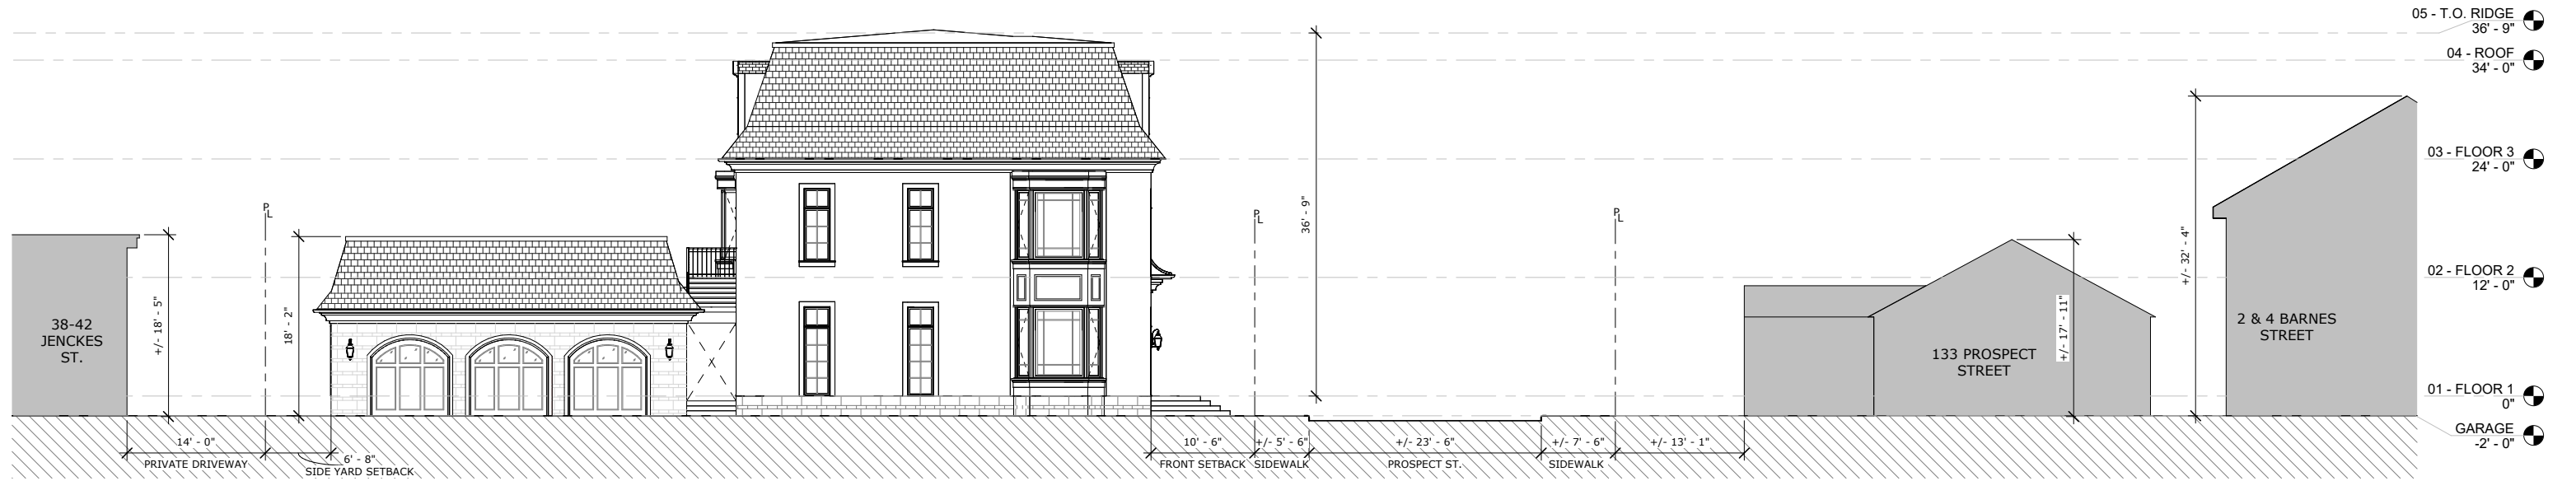 05 - T.O. RIDGE
36' - 9"
04 - ROOF
34' - 0"
03 - FLOOR 3
24' - 0"
02 - FLOOR 2
12' - 0"
01 - FLOOR 1
0"
GARAGE
-2' - 0"
38-42
JENCKES
ST.
+/- 18' - 5"
PL
18' - 2"
36' - 9"
PL
PL
133 PROSPECT
STREET
+/- 17' - 11"
+/- 32' - 4"
2 & 4 BARNES
STREET
14' - 0"
PRIVATE DRIVEWAY
6' - 8"
SIDE YARD SETBACK
10' - 6"
FRONT SETBACK
+/- 5' - 6"
SIDEWALK
+/- 23' - 6"
PROSPECT ST.
+/- 7' - 6"
SIDEWALK
+/- 13' - 1"